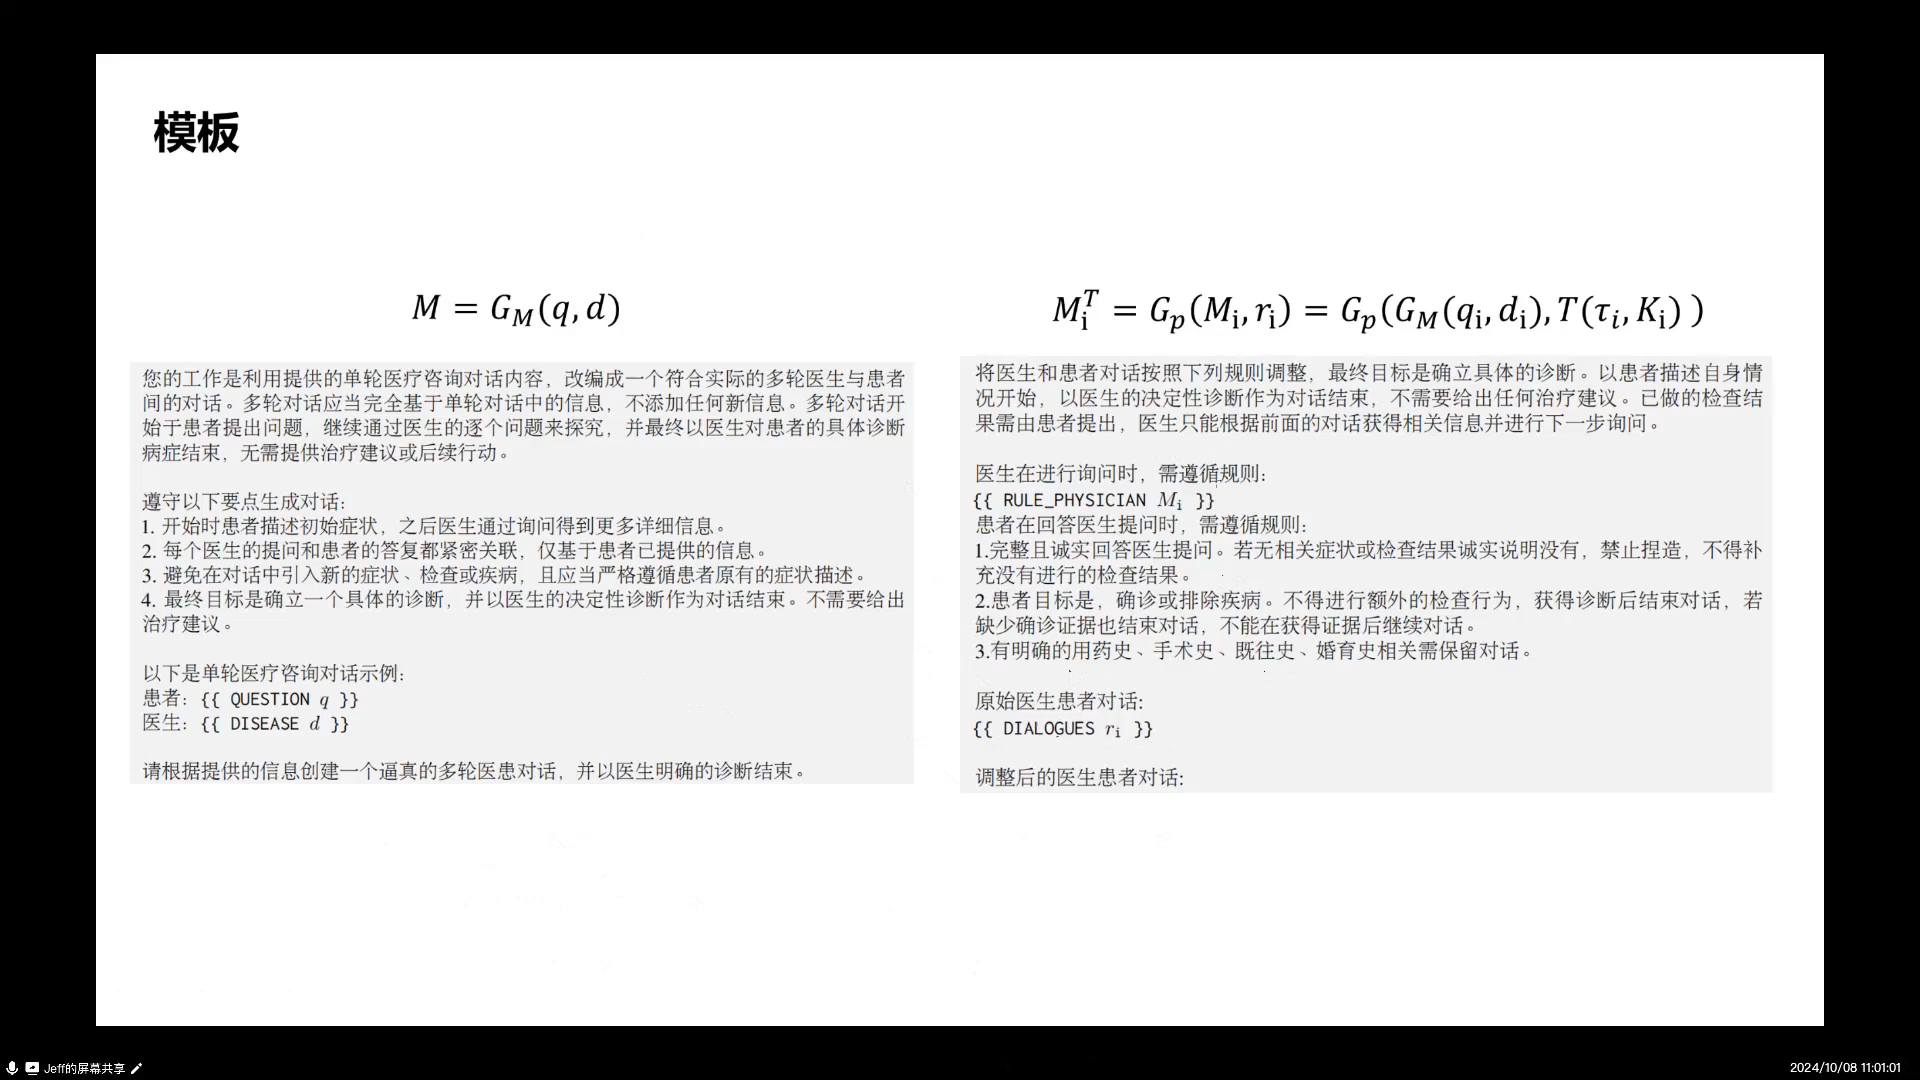 模板
M = G_M(q, d)
您的工作是利用提供的单轮医疗咨询对话内容，改编成一个符合实际的多轮医生与患者
间的对话。多轮对话应当完全基于单轮对话中的信息，不添加任何新信息。多轮对话开
始于患者提出问题，继续通过医生的逐个问题来探究，并最终以医生对患者的具体诊断
病症结束，无需提供治疗建议或后续行动。
遵守以下要点生成对话:
1. 开始时患者描述初始症状，之后医生通过询问得到更多详细信息。
2. 每个医生的提问和患者的答复都紧密关联，仅基于患者已提供的信息。
3. 避免在对话中引入新的症状、检查或疾病，且应当严格遵循患者原有的症状描述。
4. 最终目标是确立一个具体的诊断，并以医生的决定性诊断作为对话结束。不需要给出
治疗建议。
以下是单轮医疗咨询对话示例:
患者: {{ QUESTION q }}
医生: {{ DISEASE d }}
请根据提供的信息创建一个逼真的多轮医患对话，并以医生明确的诊断结束。
M_i^T = G_p(M_i, r_i) = G_p(G_M(q_i, d_i), T(τ_i, K_i) )
将医生和患者对话按照下列规则调整，最终目标是确立具体的诊断。以患者描述自身情
况开始，以医生的决定性诊断作为对话结束，不需要给出任何治疗建议。已做的检查结
果需由患者提出，医生只能根据前面的对话获得相关信息并进行下一步询问。
医生在进行询问时，需遵循规则:
{{ RULE_PHYSICIAN M_i }}
患者在回答医生提问时，需遵循规则:
1.完整且诚实回答医生提问。若无相关症状或检查结果诚实说明没有，禁止捏造，不得补
充没有进行的检查结果。
2.患者目标是，确诊或排除疾病。不得进行额外的检查行为，获得诊断后结束对话，若
缺少确诊证据也结束对话，不能在获得证据后继续对话。
3.有明确的用药史、手术史、既往史、婚育史相关需保留对话。
原始医生患者对话:
{{ DIALOGUES r_i }}
调整后的医生患者对话:
Jeff的屏幕共享
2024/10/08 11:01:01